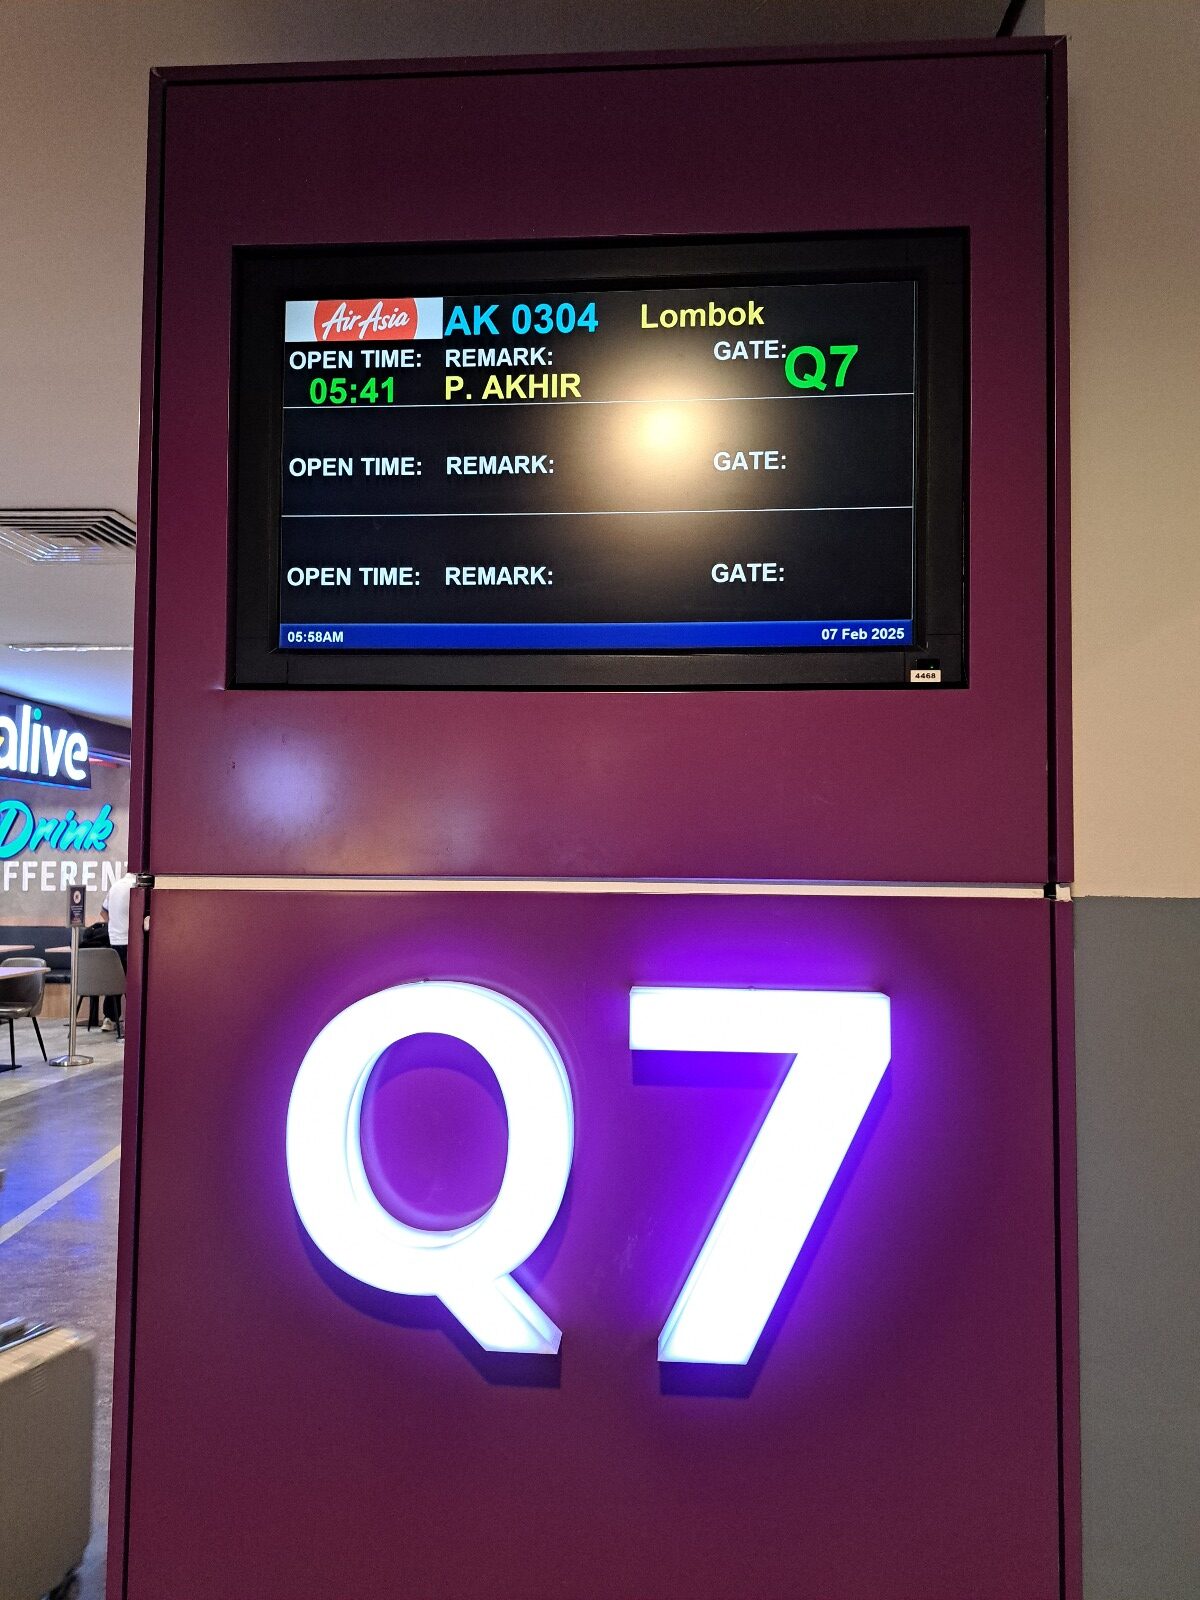 AirAsia AK 0304 Lombok
OPEN TIME: REMARK: GATE: Q7
05:41 P. AKHIR
OPEN TIME: REMARK: GATE:
OPEN TIME: REMARK: GATE:
05:58AM 07 Feb 2025
4468
alive
Drink
FFEREN
Q7